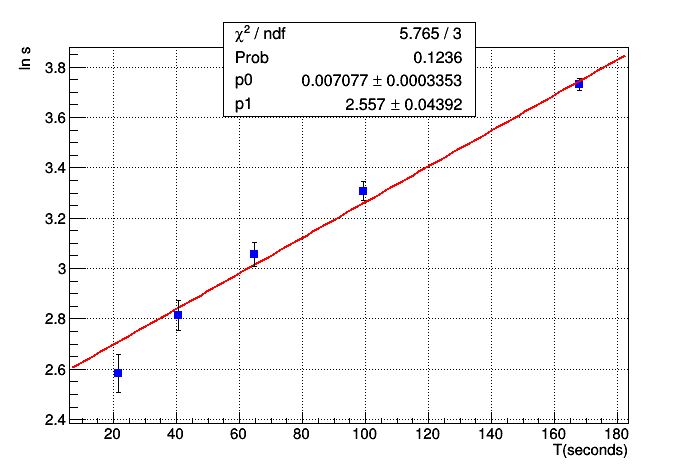 χ² / ndf 5.765 / 3
Prob 0.1236
p0 0.007077 ± 0.0003353
p1 2.557 ± 0.04392
ln s
3.8
3.6
3.4
3.2
3
2.8
2.6
2.4
20 40 60 80 100 120 140 160 180
T(seconds)